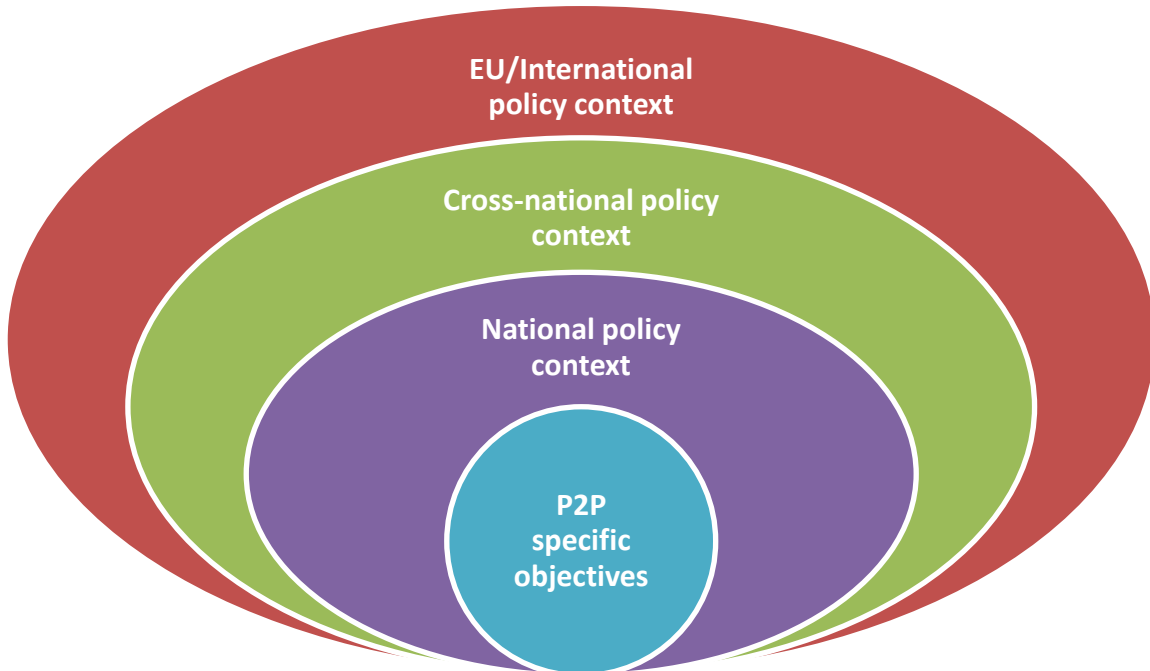 EU/International
policy context
Cross-national policy
context
National policy
context
P2P
specific
objectives